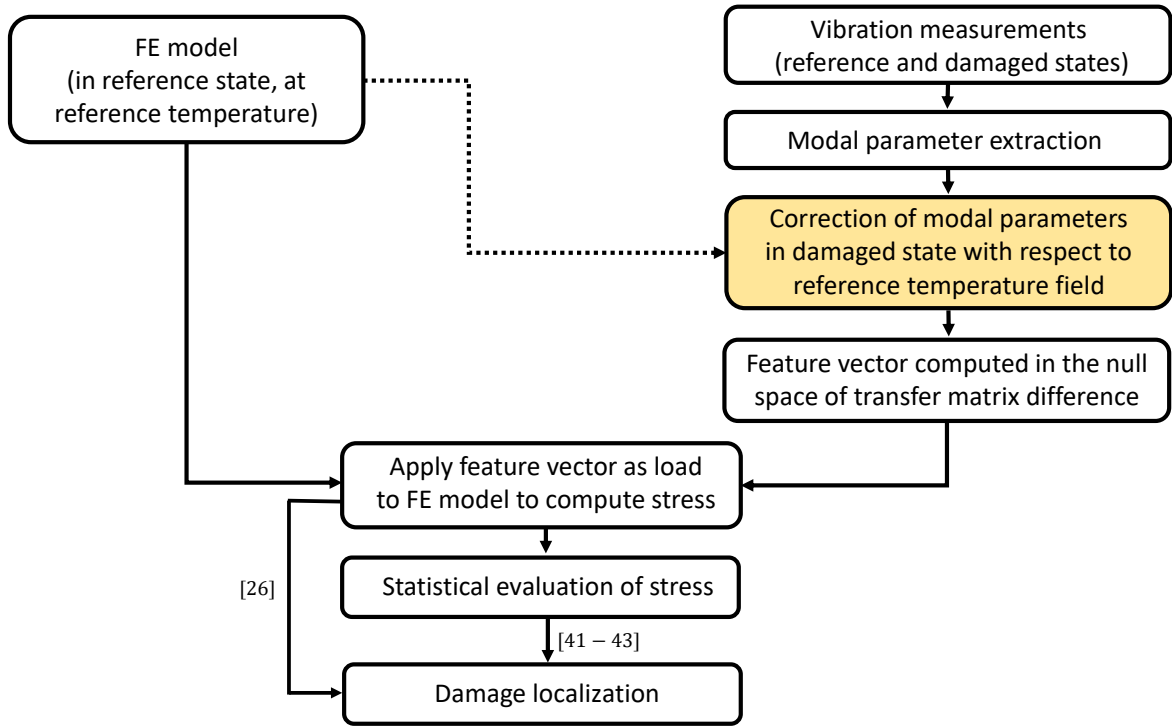 FE model
(in reference state, at
reference temperature)
Vibration measurements
(reference and damaged states)
Modal parameter extraction
Correction of modal parameters
in damaged state with respect to
reference temperature field
Feature vector computed in the null
space of transfer matrix difference
Apply feature vector as load
to FE model to compute stress
[26]
Statistical evaluation of stress
[41 − 43]
Damage localization